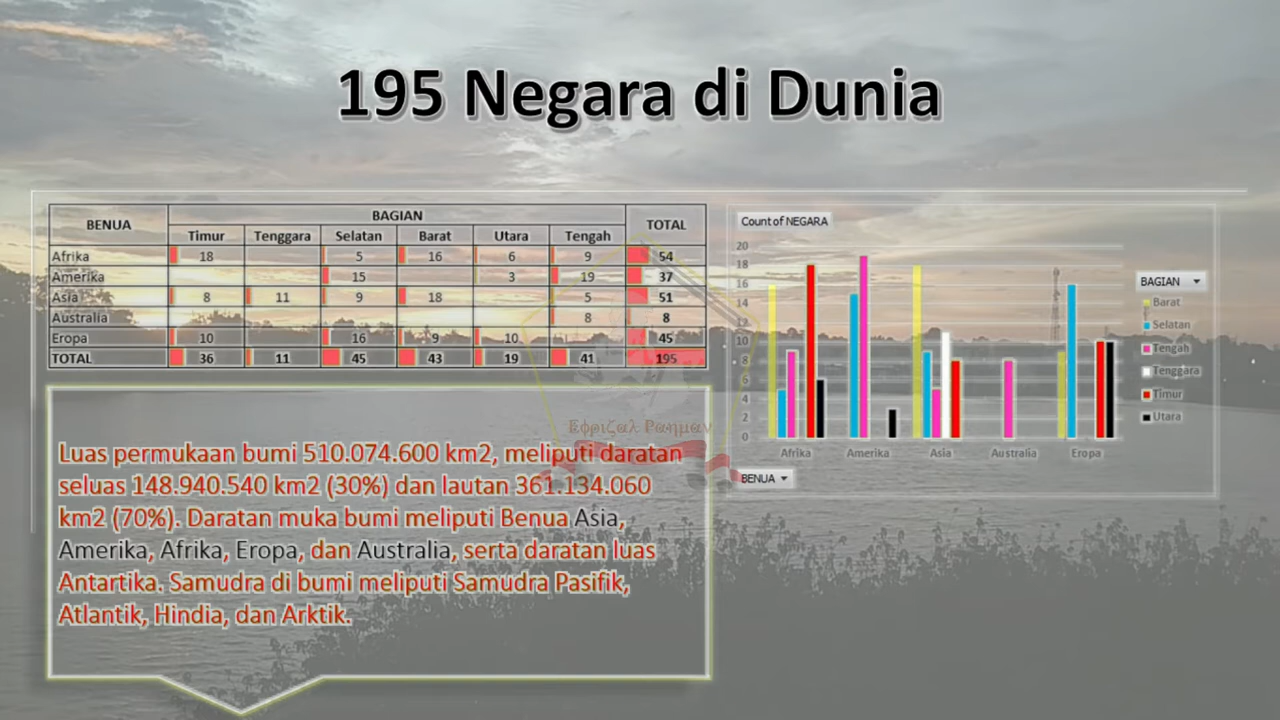 195 Negara di Dunia
BENUA BAGIAN TOTAL
Timur Tenggara Selatan Barat Utara Tengah
Afrika 18 5 16 6 9 54
Amerika 15 3 19 37
Asia 8 11 9 18 5 51
Australia 8 8
Eropa 10 16 9 10 45
TOTAL 36 11 45 43 19 41 195
Luas permukaan bumi 510.074.600 km2, meliputi daratan
seluas 148.940.540 km2 (30%) dan lautan 361.134.060
km2 (70%). Daratan muka bumi meliputi Benua Asia,
Amerika, Afrika, Eropa, dan Australia, serta daratan luas
Antartika. Samudra di bumi meliputi Samudra Pasifik,
Atlantik, Hindia, dan Arktik.
Count of NEGARA
20
18
16
14
12
10
8
6
4
2
0
Afrika Amerika Asia Australia Eropa
BAGIAN
Barat
Selatan
Tengah
Tenggara
Timur
Utara
BENUA